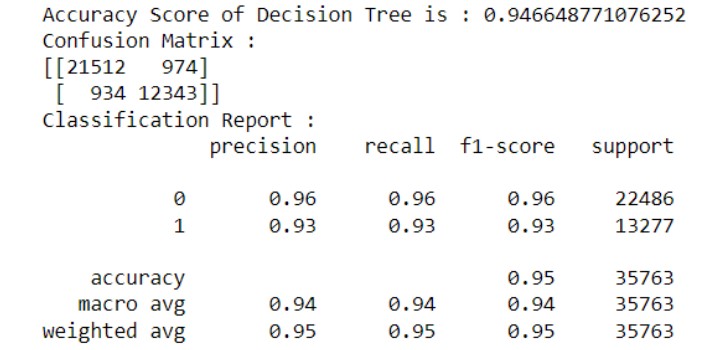 Accuracy Score of Decision Tree is : 0.946648771076252
Confusion Matrix :
[[21512   974]
 [  934 12343]]
Classification Report :
              precision    recall  f1-score   support

           0       0.96      0.96      0.96     22486
           1       0.93      0.93      0.93     13277

    accuracy                           0.95     35763
   macro avg       0.94      0.94      0.94     35763
weighted avg       0.95      0.95      0.95     35763